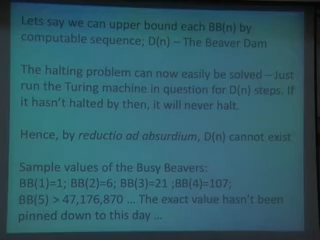 Lets say we can upper bound each BB(n) by
computable sequence; D(n) – The Beaver Dam
The halting problem can now easily be solved – Just
run the Turing machine in question for D(n) steps. If
it hasn't halted by then, it will never halt.
Hence, by reductio ad absurdium, D(n) cannot exist
Sample values of the Busy Beavers:
BB(1)=1; BB(2)=6; BB(3)=21 ;BB(4)=107;
BB(5) > 47,176,870 ... The exact value hasn't been
pinned down to this day ...